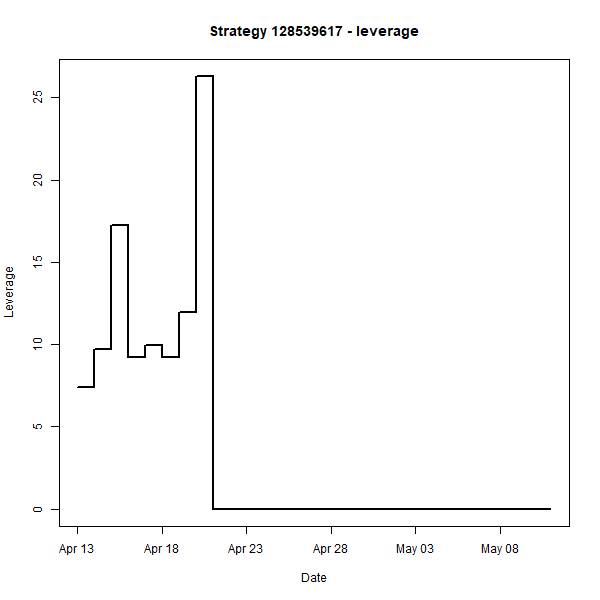 Strategy 128539617 - leverage
Leverage
25
20
15
10
5
0
Apr 13
Apr 18
Apr 23
Apr 28
May 03
May 08
Date